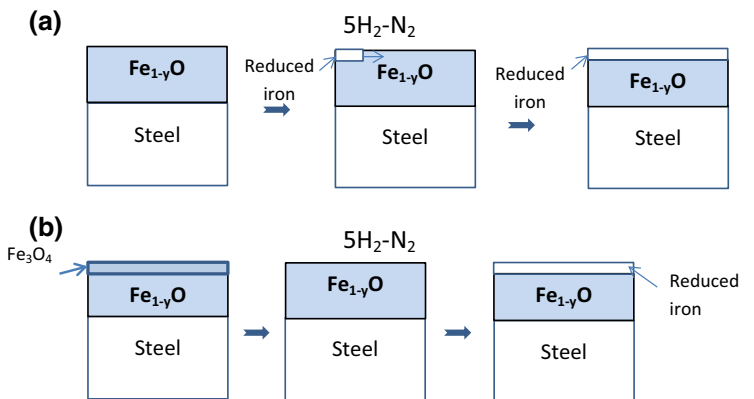 (a)
5H₂-N₂
Fe₁₋yO
Reduced
iron
Fe₁₋yO
Reduced
iron
Fe₁₋yO
Steel
Steel
Steel
(b)
5H₂-N₂
Fe₃O₄
Fe₁₋yO
Fe₁₋yO
Fe₁₋yO
Reduced
iron
Steel
Steel
Steel